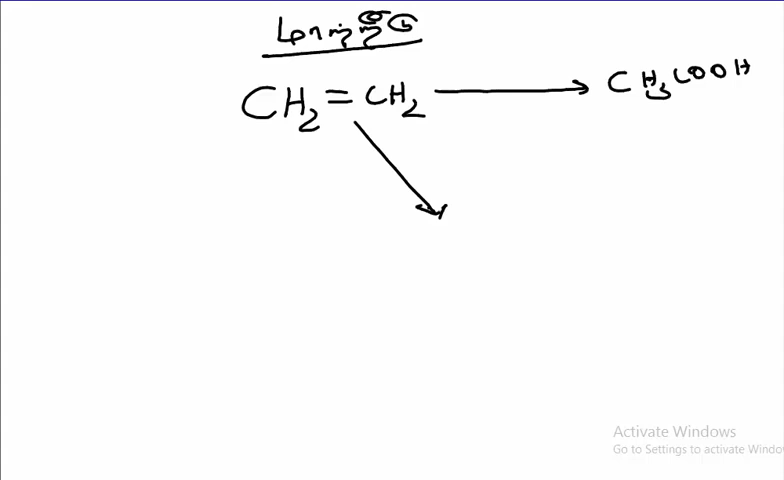 CH2 = CH2 → CH3COOH
Activate Windows
Go to Settings to activate Windo